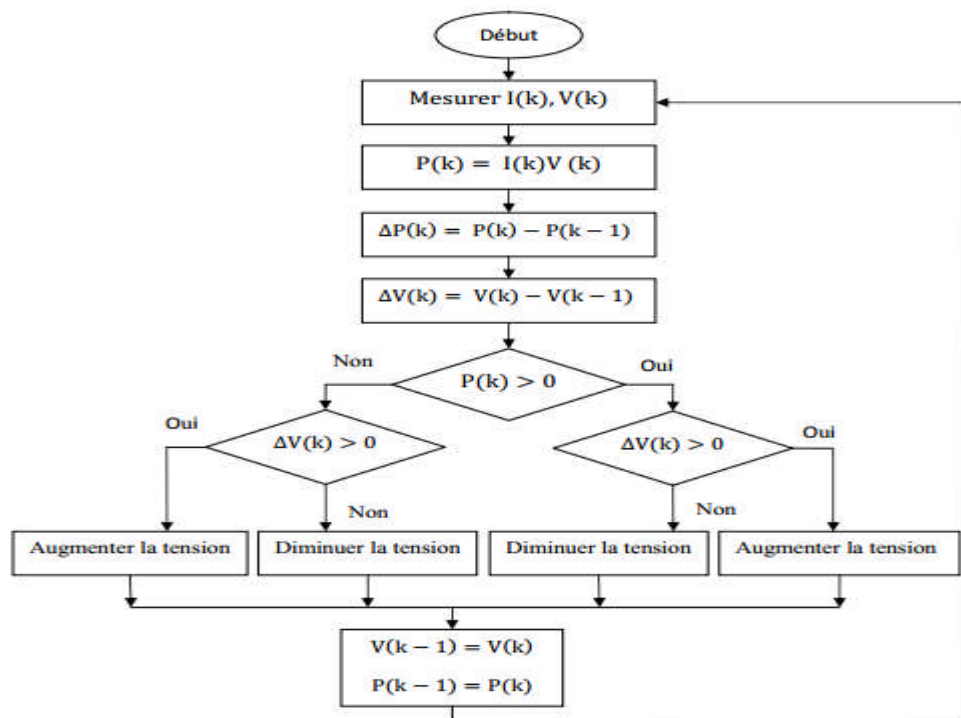 Début
Mesurer I(k), V(k)
P(k) = I(k)V (k)
ΔP(k) = P(k) − P(k − 1)
ΔV(k) = V(k) − V(k − 1)
Non
P(k) > 0
Oui
Oui
ΔV(k) > 0
ΔV(k) > 0
Oui
Non
Non
Augmenter la tension
Diminuer la tension
Diminuer la tension
Augmenter la tension
V(k − 1) = V(k)
P(k − 1) = P(k)